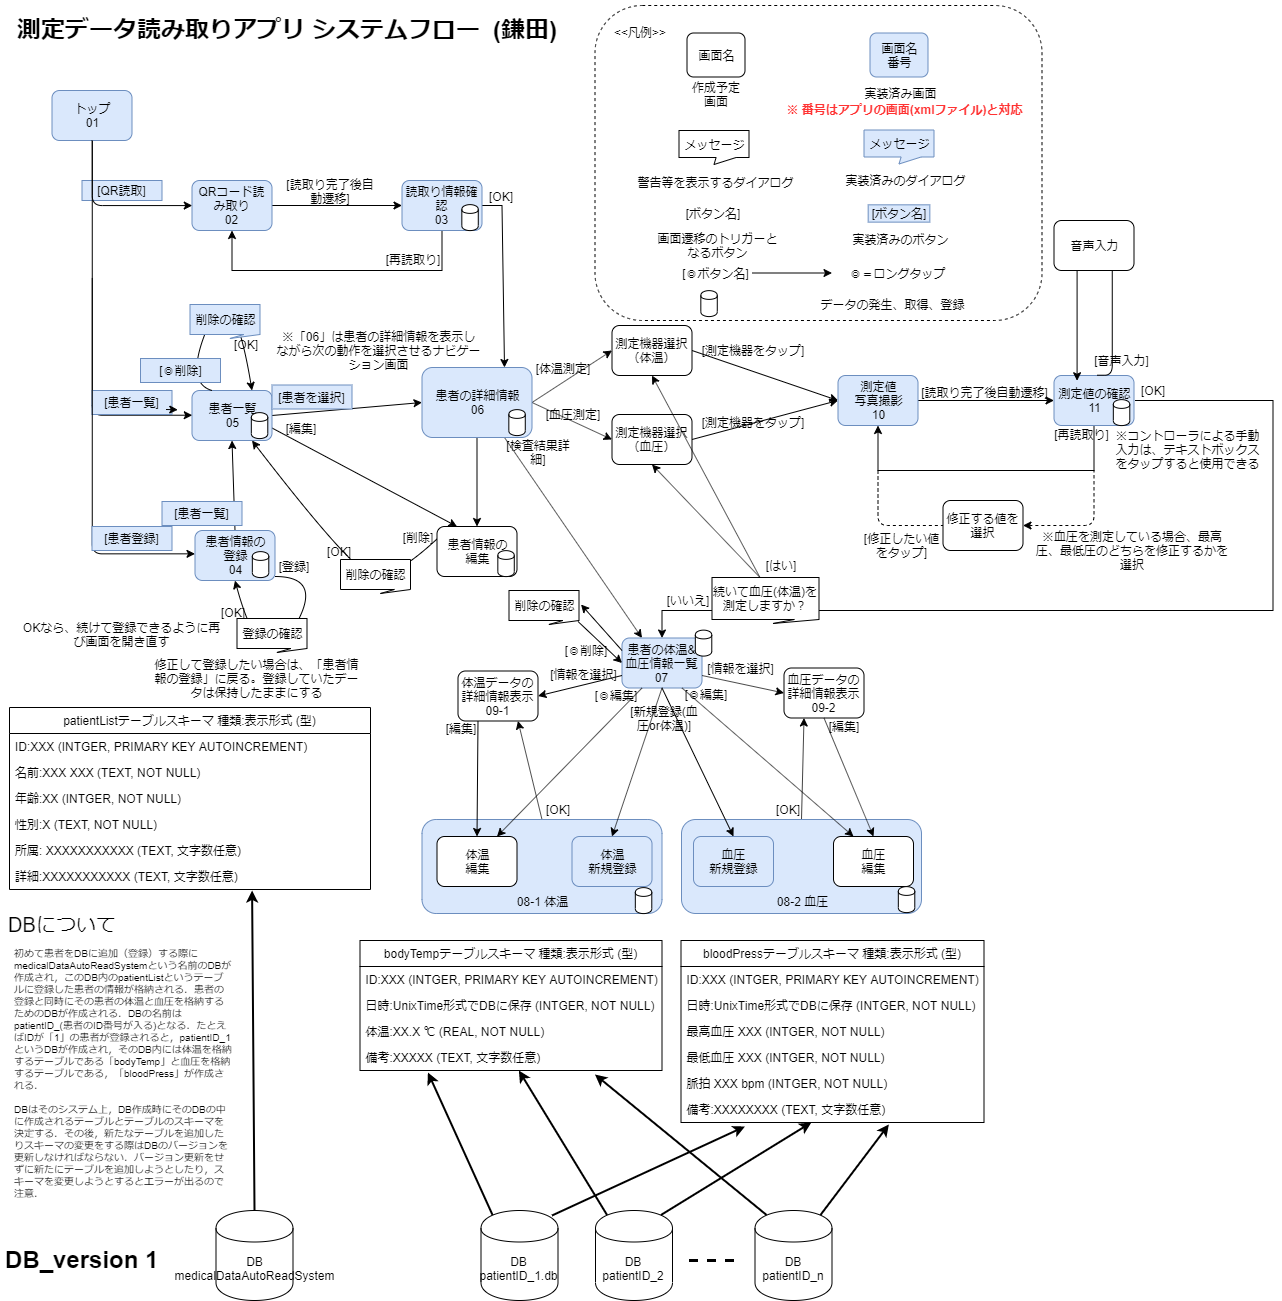 測定データ読み取りアプリ システムフロー (鎌田)
<<凡例>>
画面名
作成予定
画面
画面名
番号
実装済み画面
※ 番号はアプリの画面(xmlファイル)と対応
メッセージ
警告等を表示するダイアログ
メッセージ
実装済みのダイアログ
[ボタン名]
画面遷移のトリガーと
なるボタン
[ボタン名]
実装済みのボタン
[◎ボタン名]
◎＝ロングタップ
データの発生、取得、登録
トップ
01
[QR読取]
QRコード読
み取り
02
[読取り完了後自
動遷移]
読取り情報確
認
03
[OK]
[再読取り]
音声入力
削除の確認
[OK]
[◎削除]
※「06」は患者の詳細情報を表示し
ながら次の動作を選択させるナビゲー
ション画面
[患者一覧]
患者一覧
05
[患者を選択]
[編集]
患者の詳細情報
06
[体温測定]
[血圧測定]
[検査結果詳
細]
測定機器選択
（体温）
[測定機器をタップ]
測定機器選択
（血圧）
[測定機器をタップ]
測定値
写真撮影
10
[読取り完了後自動遷移]
[音声入力]
測定値の確認
11
[OK]
[再読取り]
※コントローラによる手動
入力は、テキストボックス
をタップすると使用できる
修正する値を
選択
[修正したい値
をタップ]
※血圧を測定している場合、最高
圧、最低圧のどちらを修正するかを
選択
[患者一覧]
[患者登録]
患者情報の
登録
04
[登録]
[OK]
登録の確認
OKなら、続けて登録できるように再
び画面を開き直す
修正して登録したい場合は、「患者情
報の登録」に戻る。登録していたデー
タは保持したままにする
[OK]
[削除]
削除の確認
患者情報の
編集
[はい]
続いて血圧(体温)を
測定しますか？
[いいえ]
削除の確認
[◎削除]
患者の体温&
血圧情報一覧
07
[情報を選択]
[情報を選択]
体温データの
詳細情報表示
09-1
血圧データの
詳細情報表示
09-2
[◎編集]
[◎編集]
[新規登録(血
圧or体温)]
[編集]
[編集]
[OK]
[OK]
体温
編集
体温
新規登録
08-1 体温
血圧
新規登録
血圧
編集
08-2 血圧
patientListテーブルスキーマ 種類:表示形式 (型)
ID:XXX (INTGER, PRIMARY KEY AUTOINCREMENT)
名前:XXX XXX (TEXT, NOT NULL)
年齢:XX (INTGER, NOT NULL)
性別:X (TEXT, NOT NULL)
所属: XXXXXXXXXXX (TEXT, 文字数任意)
詳細:XXXXXXXXXXX (TEXT, 文字数任意)
DBについて
初めて患者をDBに追加（登録）する際に
medicalDataAutoReadSystemという名前のDBが
作成され，このDB内のpatientListというテーブ
ルに登録した患者の情報が格納される．患者の
登録と同時にその患者の体温と血圧を格納する
ためのDBが作成される．DBの名前は
patientID_(患者のID番号が入る)となる．たとえ
ばIDが「1」の患者が登録されると，patientID_1
というDBが作成され，そのDB内には体温を格納
するテーブルである「bodyTemp」と血圧を格納
するテーブルである，「bloodPress」が作成さ
れる．
DBはそのシステム上，DB作成時にそのDBの中
に作成されるテーブルとテーブルのスキーマを
決定する．その後，新たなテーブルを追加した
りスキーマの変更をする際はDBのバージョンを
更新しなければならない．バージョン更新をせ
ずに新たにテーブルを追加しようとしたり，ス
キーマを変更しようとするとエラーが出るので
注意．
bodyTempテーブルスキーマ 種類:表示形式 (型)
ID:XXX (INTGER, PRIMARY KEY AUTOINCREMENT)
日時:UnixTime形式でDBに保存 (INTGER, NOT NULL)
体温:XX.X ℃ (REAL, NOT NULL)
備考:XXXXX (TEXT, 文字数任意)
bloodPressテーブルスキーマ 種類:表示形式 (型)
ID:XXX (INTGER, PRIMARY KEY AUTOINCREMENT)
日時:UnixTime形式でDBに保存 (INTGER, NOT NULL)
最高血圧 XXX (INTGER, NOT NULL)
最低血圧 XXX (INTGER, NOT NULL)
脈拍 XXX bpm (INTGER, NOT NULL)
備考:XXXXXXXX (TEXT, 文字数任意)
DB_version 1
DB
medicalDataAutoReadSystem
DB
patientID_1.db
DB
patientID_2
DB
patientID_n